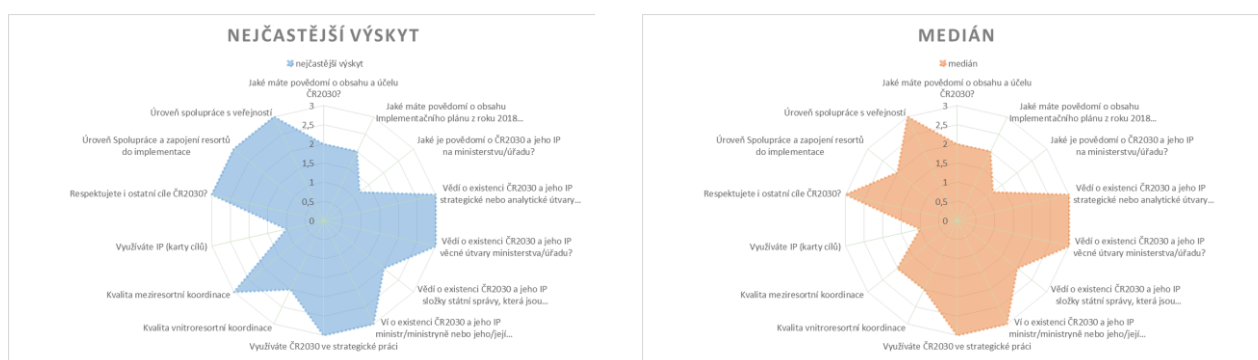 NEJČASTĚJŠÍ VÝSKYT
nejčastější výskyt
Jaké máte povědomí o obsahu a účelu
ČR2030?
Jaké máte povědomí o obsahu
Implementačního plánu z roku 2018...
Jaké je povědomí o ČR2030 a jeho IP
na ministerstvu/úřadu?
Vědí o existenci ČR2030 a jeho IP
strategické nebo analytické útvary...
Vědí o existenci ČR2030 a jeho IP
věcné útvary ministerstva/úřadu?
Vědí o existenci ČR2030 a jeho IP
složky státní správy, která jsou...
Ví o existenci ČR2030 a jeho IP
ministr/ministryně nebo jeho/její...
Využíváte ČR2030 ve strategické práci
Kvalita vnitroresortní koordinace
Kvalita meziresortní koordinace
Využíváte IP (karty cílů)
Respektujete i ostatní cíle ČR2030?
Úroveň Spolupráce a zapojení resortů
do implementace
Úroveň spolupráce s veřejností
3
2,5
2
1,5
1
0,5
0
MEDIÁN
medián
Jaké máte povědomí o obsahu a účelu
ČR2030?
Jaké máte povědomí o obsahu
Implementačního plánu z roku 2018...
Jaké je povědomí o ČR2030 a jeho IP
na ministerstvu/úřadu?
Vědí o existenci ČR2030 a jeho IP
strategické nebo analytické útvary...
Vědí o existenci ČR2030 a jeho IP
věcné útvary ministerstva/úřadu?
Vědí o existenci ČR2030 a jeho IP
složky státní správy, která jsou...
Ví o existenci ČR2030 a jeho IP
ministr/ministryně nebo jeho/její...
Využíváte ČR2030 ve strategické práci
Kvalita vnitroresortní koordinace
Kvalita meziresortní koordinace
Využíváte IP (karty cílů)
Respektujete i ostatní cíle ČR2030?
Úroveň Spolupráce a zapojení resortů
do implementace
Úroveň spolupráce s veřejností
3
2,5
2
1,5
1
0,5
0